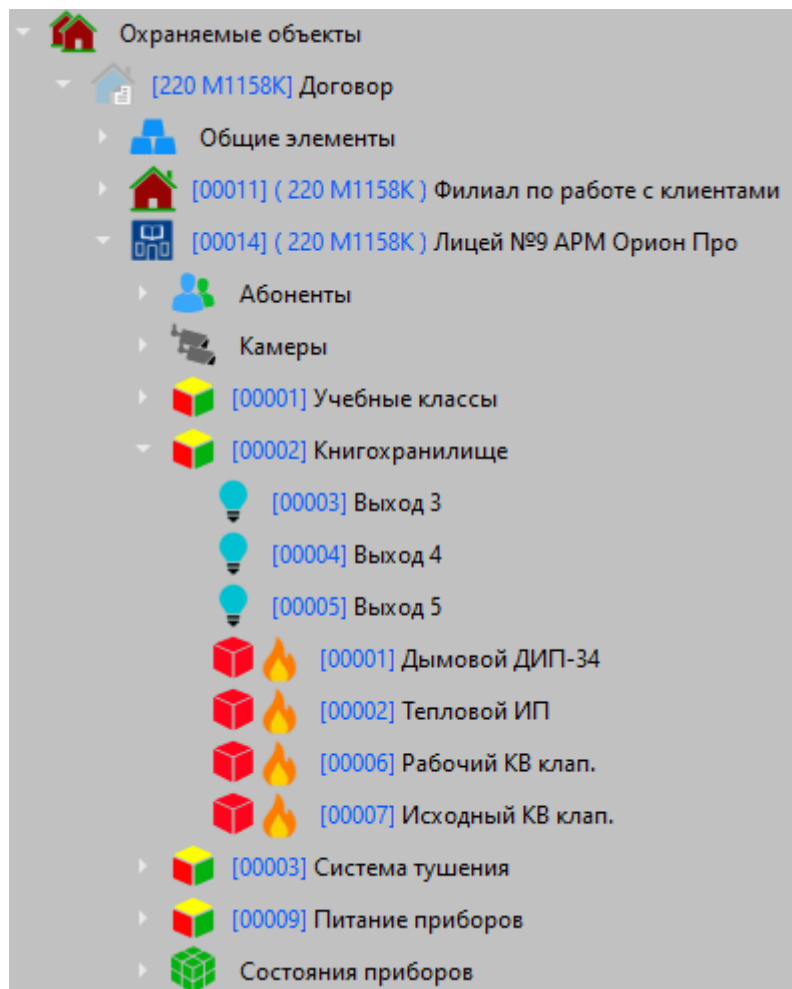 Охраняемые объекты
[220 М1158К] Договор
Общие элементы
[00011] ( 220 М1158К ) Филиал по работе с клиентами
[00014] ( 220 М1158К ) Лицей №9 АРМ Орион Про
Абоненты
Камеры
[00001] Учебные классы
[00002] Книгохранилище
[00003] Выход 3
[00004] Выход 4
[00005] Выход 5
[00001] Дымовой ДИП-34
[00002] Тепловой ИП
[00006] Рабочий КВ клап.
[00007] Исходный КВ клап.
[00003] Система тушения
[00009] Питание приборов
Состояния приборов